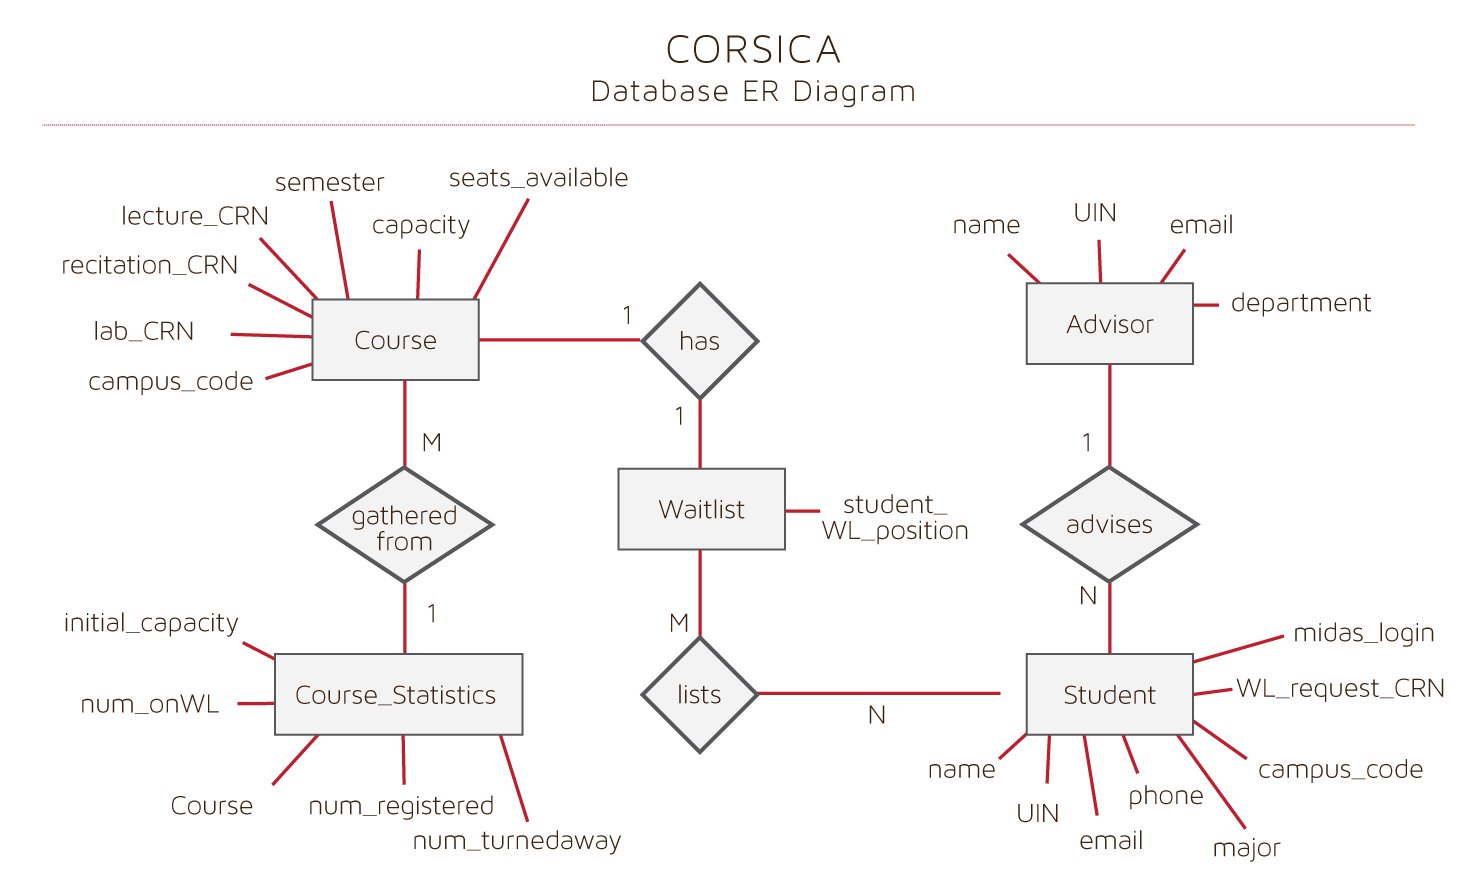 CORSICA
Database ER Diagram
semester
seats_available
lecture_CRN
capacity
recitation_CRN
lab_CRN
campus_code
Course
1
has
1
name
UIN
email
department
Advisor
M
gathered
from
1
Waitlist
student_
WL_position
1
advises
N
initial_capacity
num_onWL
Course_Statistics
Course
num_registered
num_turnedaway
M
lists
N
midas_login
WL_request_CRN
Student
name
UIN
email
phone
campus_code
major